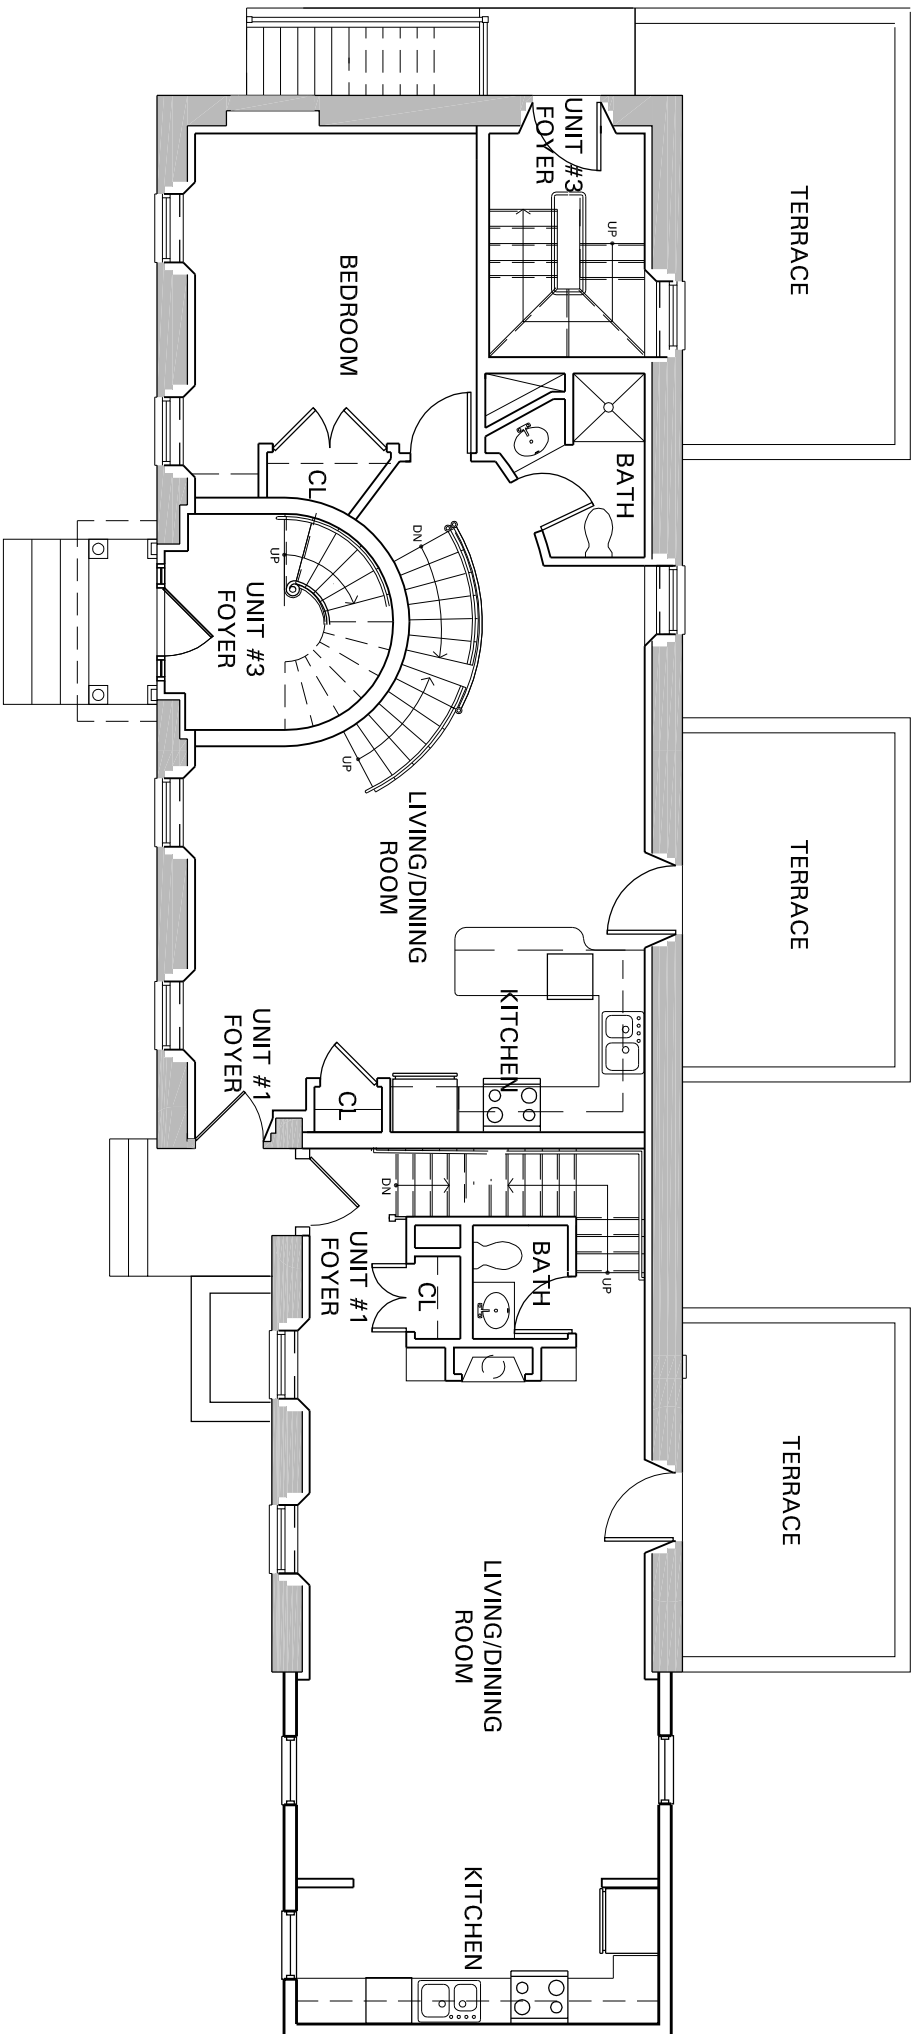 TERRACE
UNIT #3
FOYER
UP
BEDROOM
BATH
CL
DN
UP
UNIT #3
FOYER
UP
LIVING/DINING
ROOM
TERRACE
KITCHEN
UNIT #1
FOYER
CL
DN
UP
BATH
UNIT #1
FOYER
CL
TERRACE
LIVING/DINING
ROOM
KITCHEN